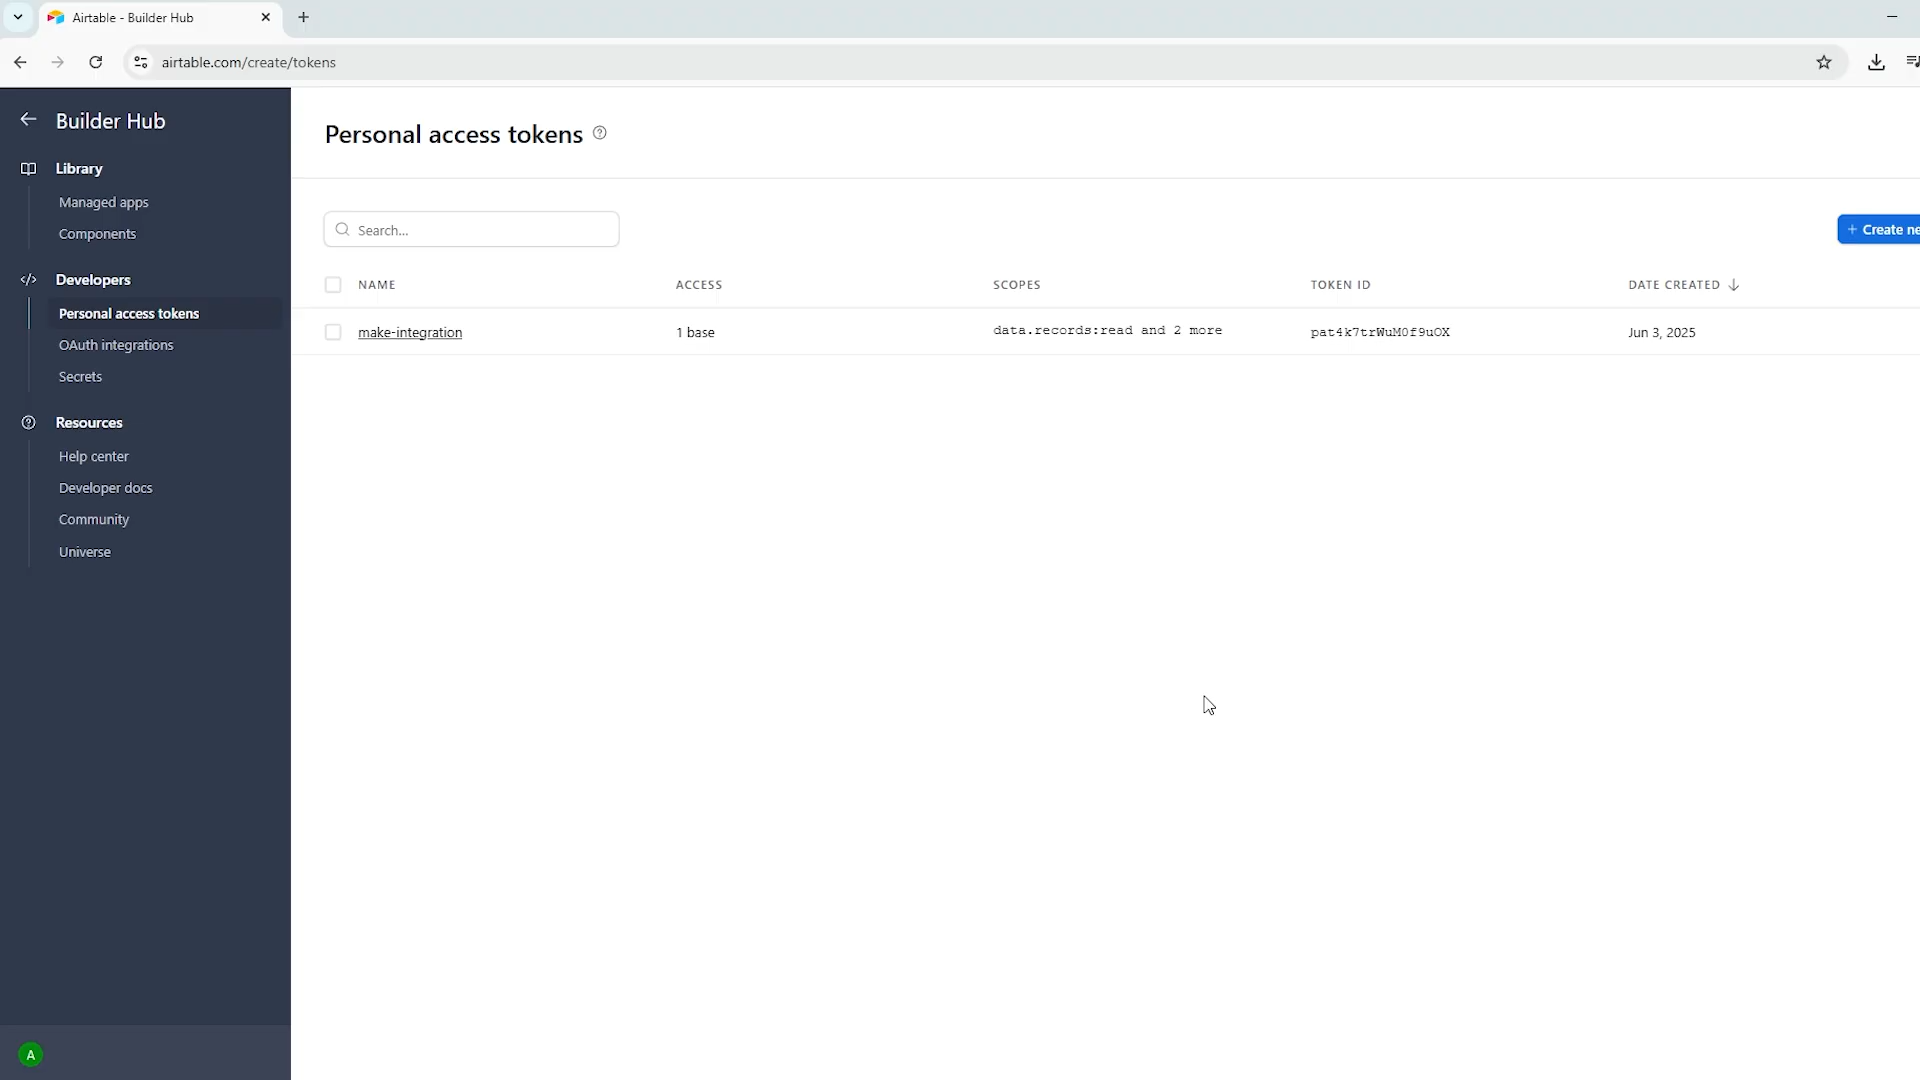 Airtable - Builder Hub
airtable.com/create/tokens
Builder Hub
Library
Managed apps
Components
Developers
Personal access tokens
OAuth integrations
Secrets
Resources
Help center
Developer docs
Community
Universe
A
Personal access tokens
Search...
+ Create ne
NAME ACCESS SCOPES TOKEN ID DATE CREATED
make-integration 1 base data.records:read and 2 more pat4k7trWuM0f9uOX Jun 3, 2025